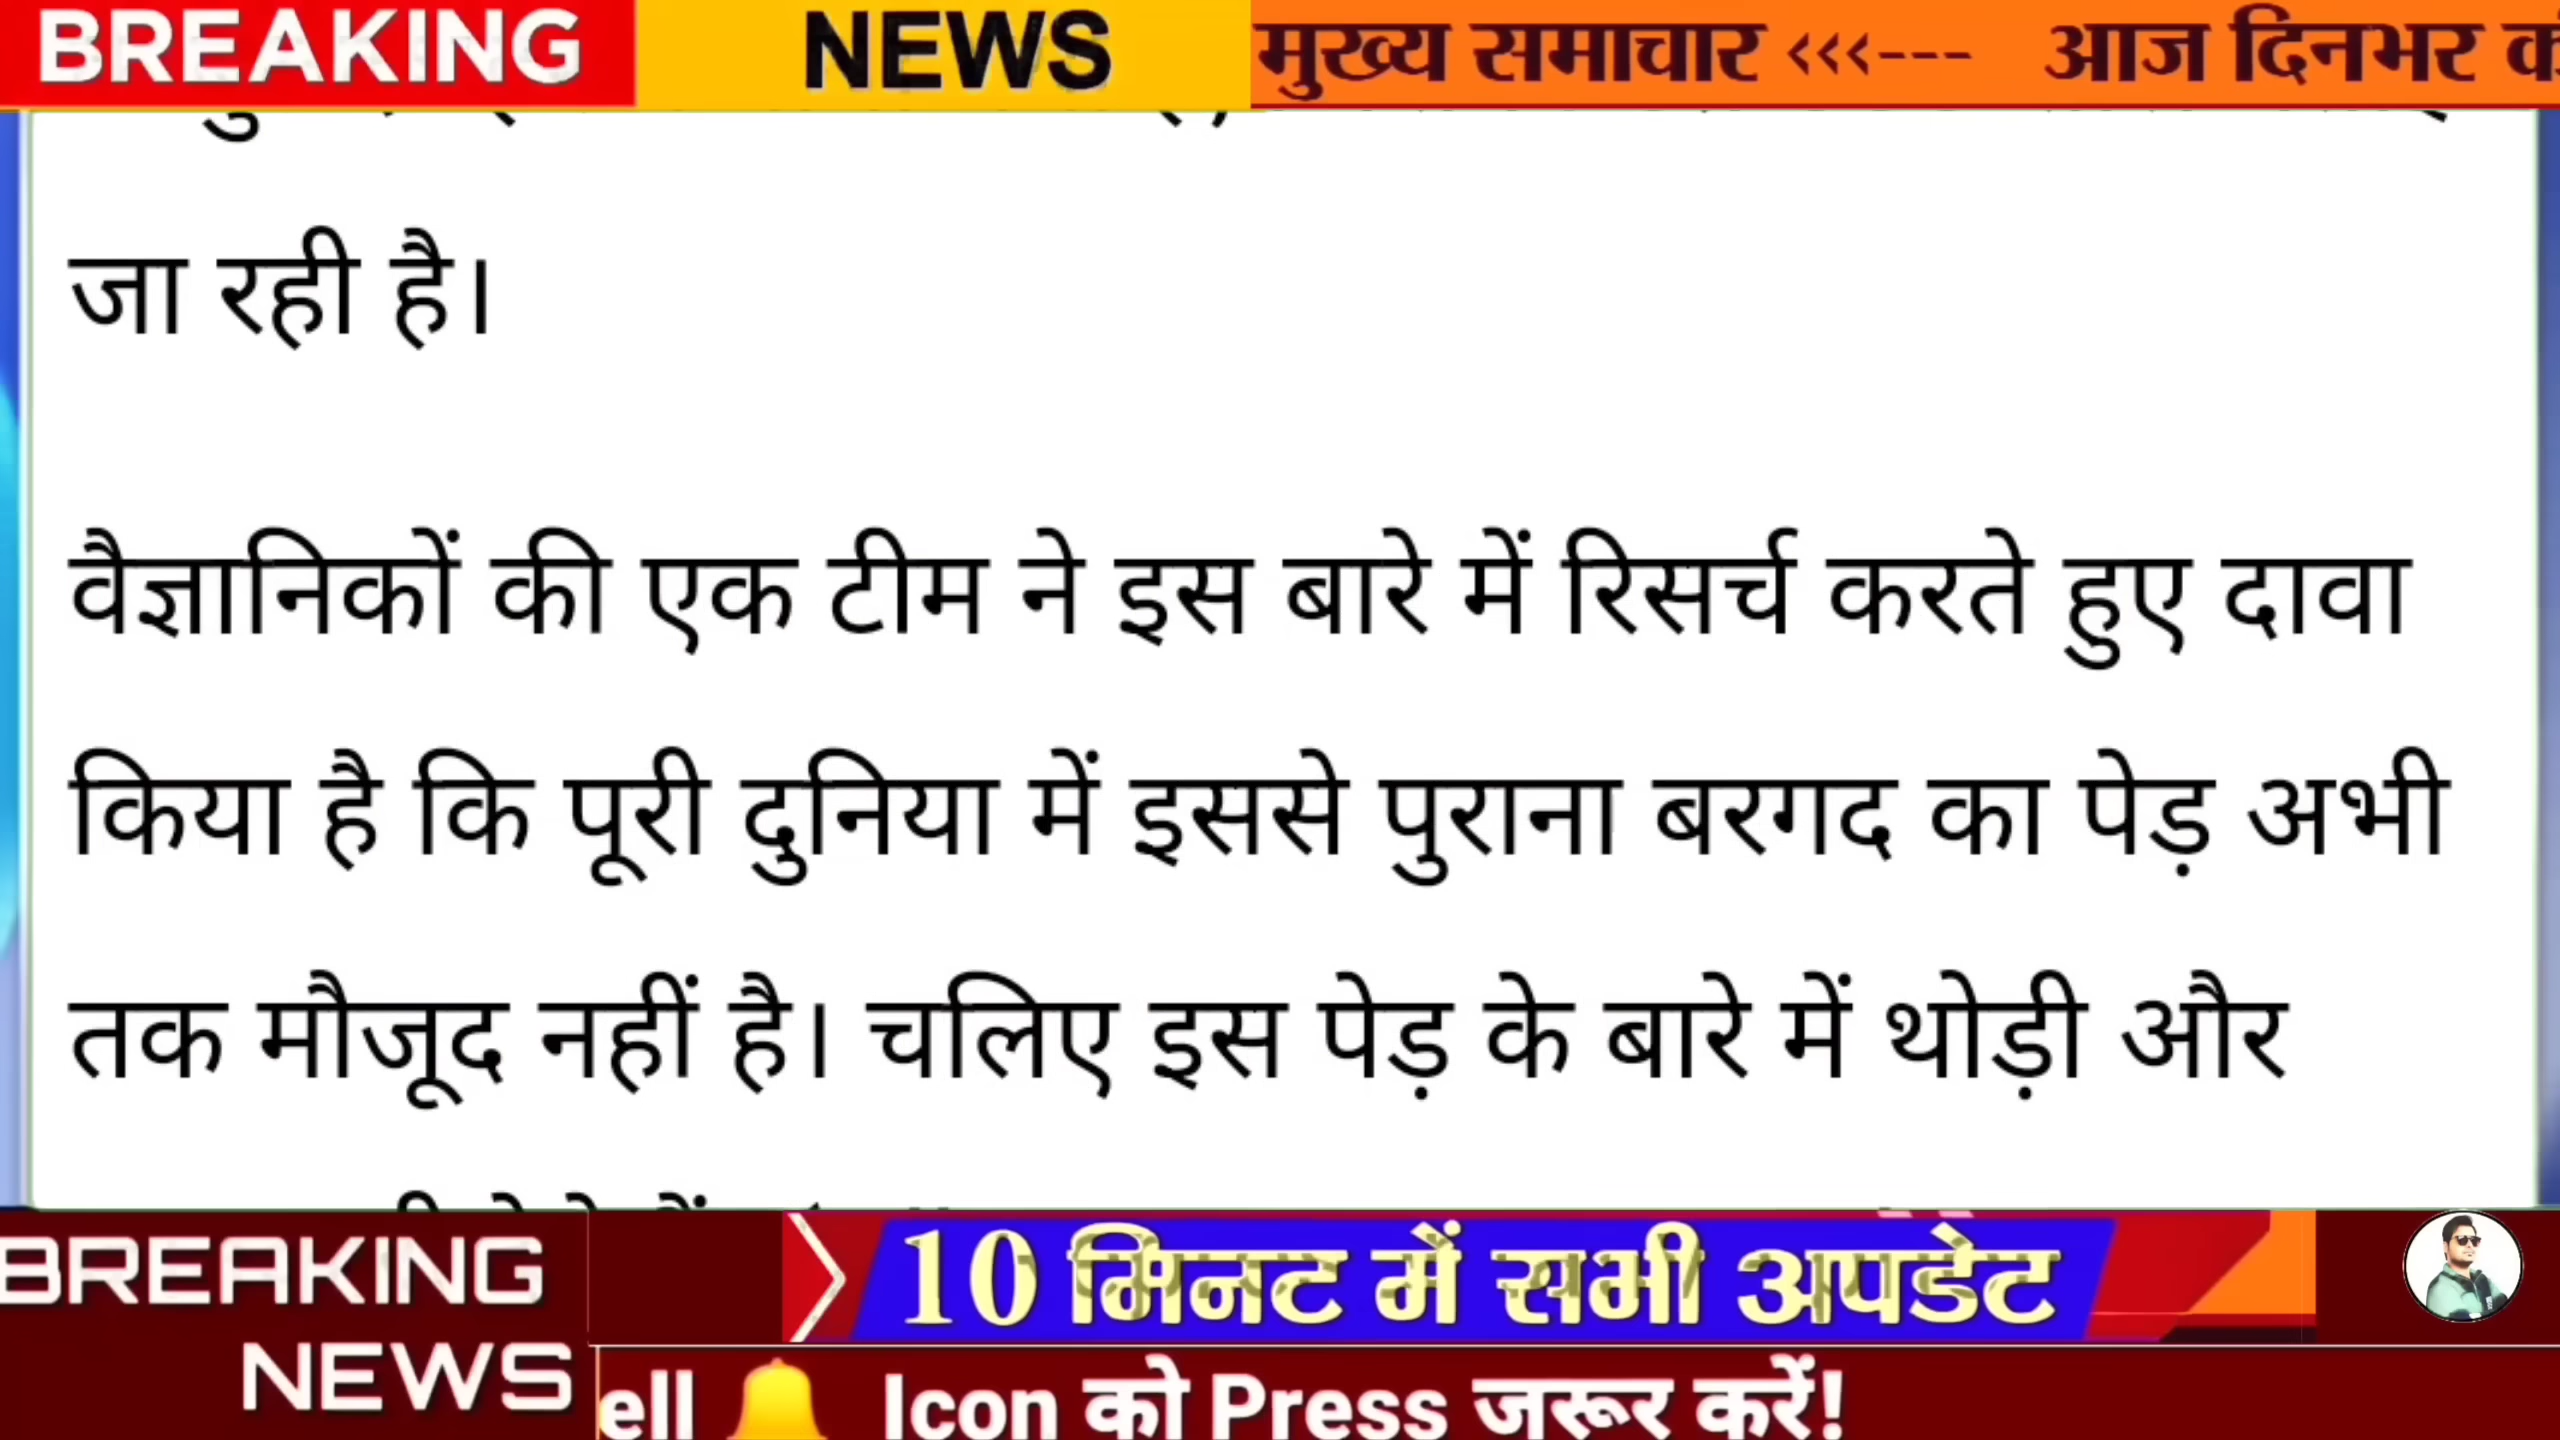 BREAKING NEWS मुख्य समाचार <<<--- आज दिनभर
जा रही है।
वैज्ञानिकों की एक टीम ने इस बारे में रिसर्च करते हुए दावा
किया है कि पूरी दुनिया में इससे पुराना बरगद का पेड़ अभी
तक मौजूद नहीं है। चलिए इस पेड़ के बारे में थोड़ी और
BREAKING
NEWS
10 मिनट में सभी अपडेट
ell 🔔 Icon को Press जरूर करें!